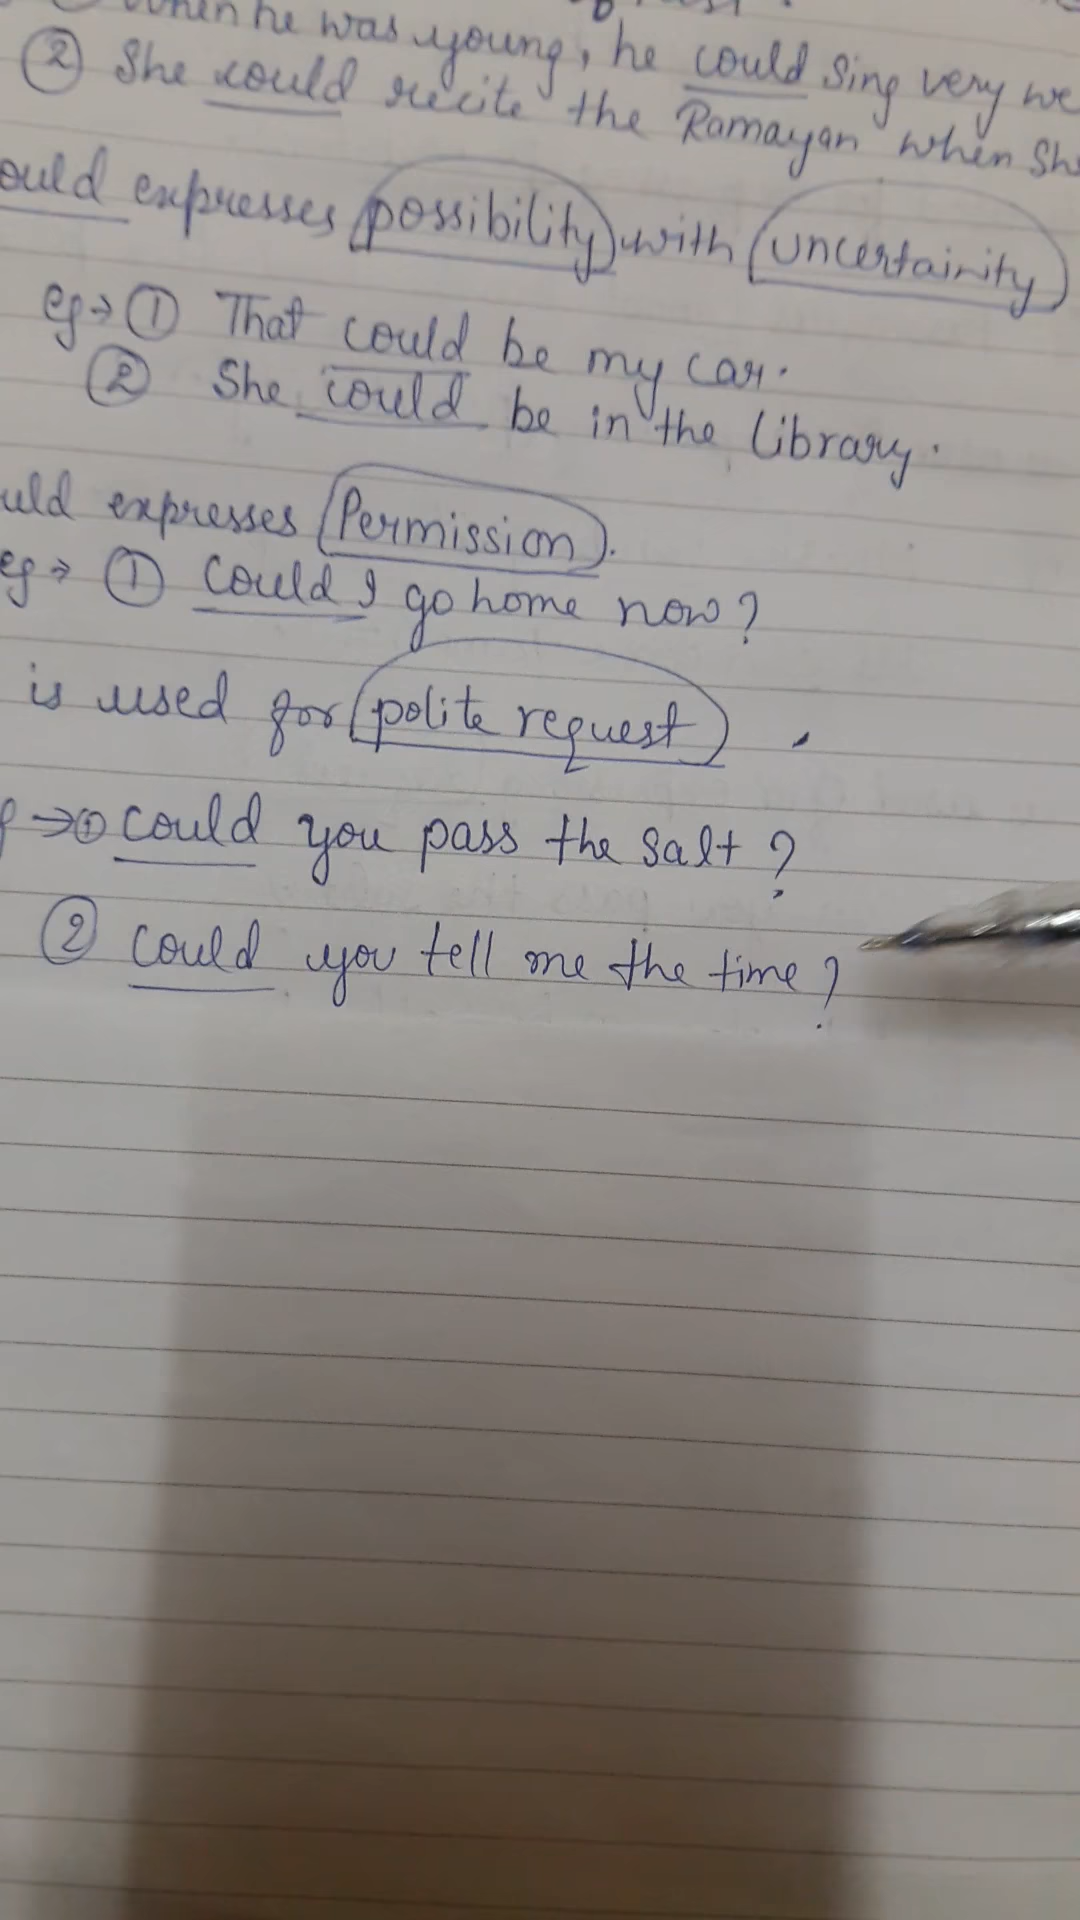 When he was young, he could sing very we
② She could recite the Ramayan when sh
ould expresses possibility with uncertainity
eg → ① That could be my car.
② She could be in the library.
uld expresses Permission.
eg → ① Could I go home now?
is used for polite request.
→ ① Could you pass the salt?
② Could you tell me the time?